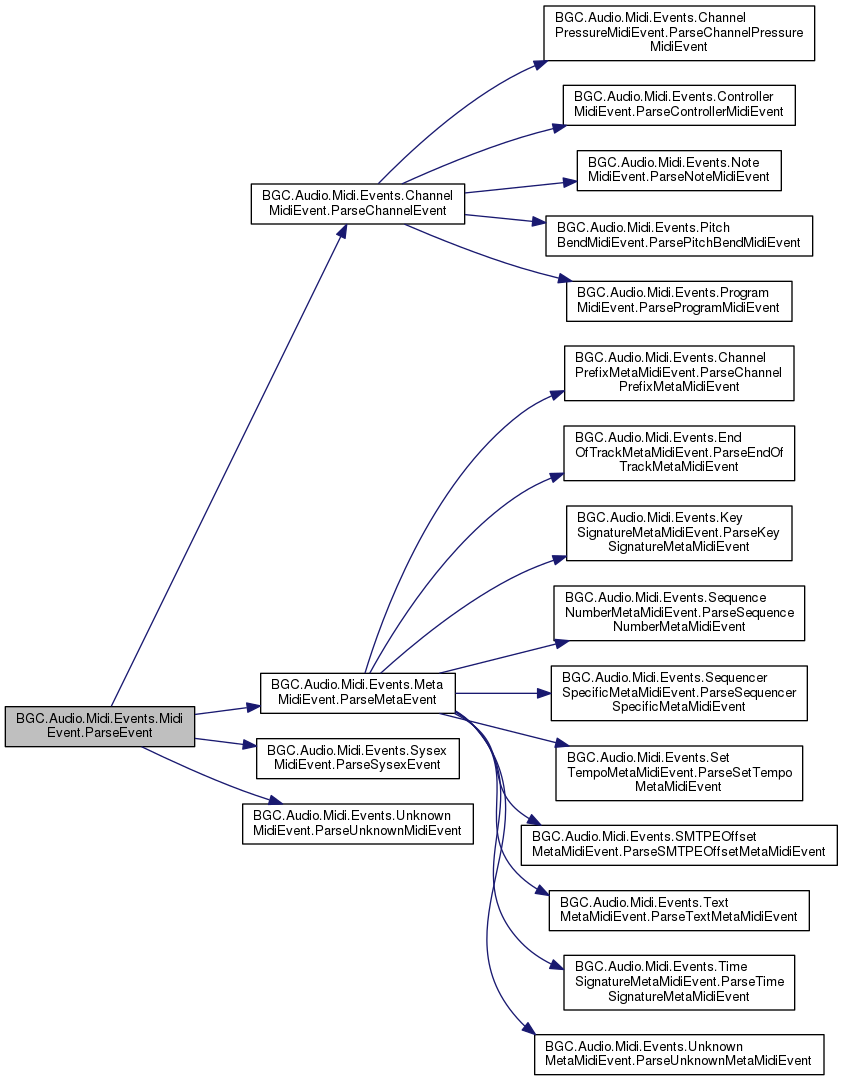 BGC.Audio.Midi.Events.Channel
PressureMidiEvent.ParseChannelPressure
MidiEvent
BGC.Audio.Midi.Events.Controller
MidiEvent.ParseControllerMidiEvent
BGC.Audio.Midi.Events.Note
MidiEvent.ParseNoteMidiEvent
BGC.Audio.Midi.Events.Channel
MidiEvent.ParseChannelEvent
BGC.Audio.Midi.Events.Pitch
BendMidiEvent.ParsePitchBendMidiEvent
BGC.Audio.Midi.Events.Program
MidiEvent.ParseProgramMidiEvent
BGC.Audio.Midi.Events.Channel
PrefixMetaMidiEvent.ParseChannel
PrefixMetaMidiEvent
BGC.Audio.Midi.Events.End
OfTrackMetaMidiEvent.ParseEndOf
TrackMetaMidiEvent
BGC.Audio.Midi.Events.Key
SignatureMetaMidiEvent.ParseKey
SignatureMetaMidiEvent
BGC.Audio.Midi.Events.Sequence
NumberMetaMidiEvent.ParseSequence
NumberMetaMidiEvent
BGC.Audio.Midi.Events.Meta
MidiEvent.ParseMetaEvent
BGC.Audio.Midi.Events.Sequencer
SpecificMetaMidiEvent.ParseSequencer
SpecificMetaMidiEvent
BGC.Audio.Midi.Events.Midi
Event.ParseEvent
BGC.Audio.Midi.Events.Sysex
MidiEvent.ParseSysexEvent
BGC.Audio.Midi.Events.Set
TempoMetaMidiEvent.ParseSetTempo
MetaMidiEvent
BGC.Audio.Midi.Events.Unknown
MidiEvent.ParseUnknownMidiEvent
BGC.Audio.Midi.Events.SMTPEOffset
MetaMidiEvent.ParseSMTPEOffsetMetaMidiEvent
BGC.Audio.Midi.Events.Text
MetaMidiEvent.ParseTextMetaMidiEvent
BGC.Audio.Midi.Events.Time
SignatureMetaMidiEvent.ParseTime
SignatureMetaMidiEvent
BGC.Audio.Midi.Events.Unknown
MetaMidiEvent.ParseUnknownMetaMidiEvent